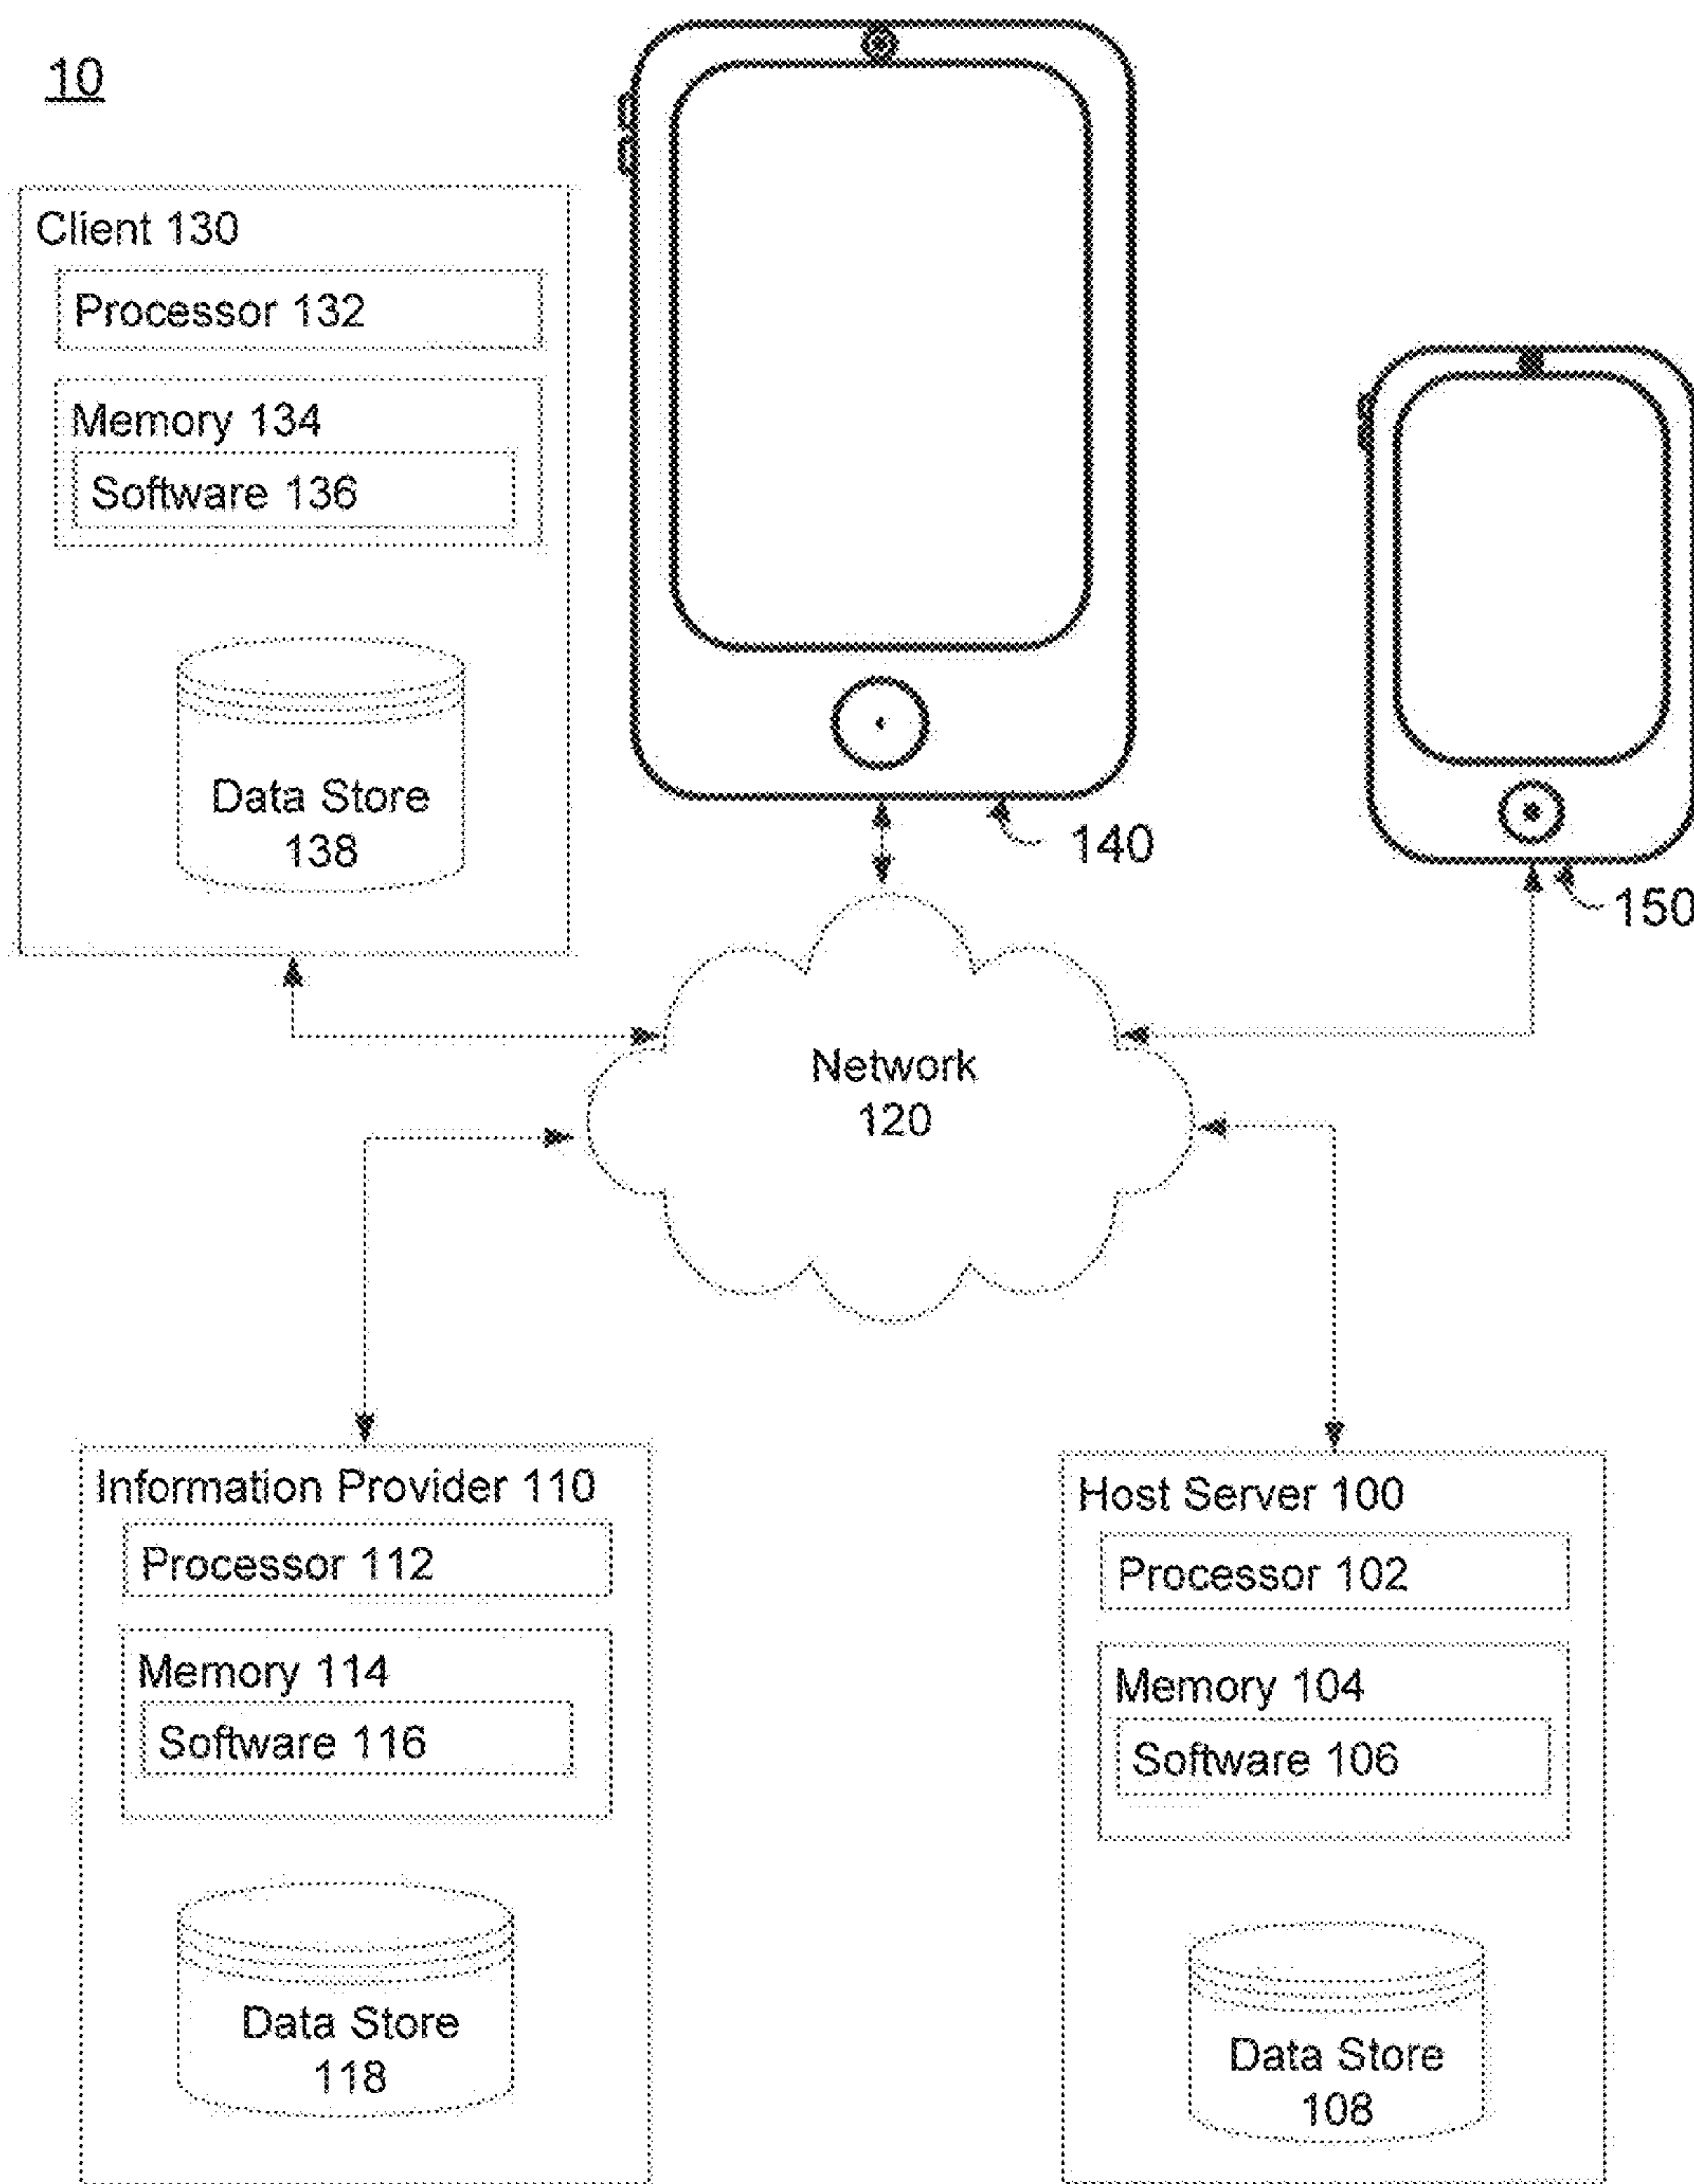 10
Client 130
Processor 132
Memory 134
Software 136
Data Store
138
140
150
Network
120
Information Provider 110
Processor 112
Memory 114
Software 116
Data Store
118
Host Server 100
Processor 102
Memory 104
Software 106
Data Store
108